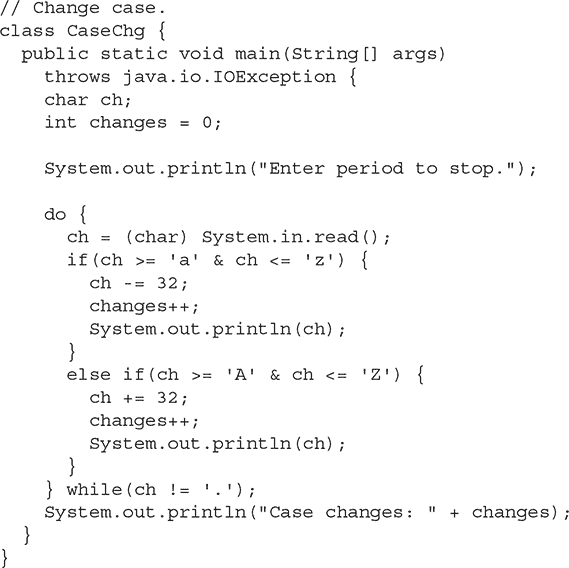 // Change case.
class CaseChg {
  public static void main(String[] args)
    throws java.io.IOException {
    char ch;
    int changes = 0;

    System.out.println("Enter period to stop.");

    do {
      ch = (char) System.in.read();
      if(ch >= 'a' & ch <= 'z') {
        ch -= 32;
        changes++;
        System.out.println(ch);
      }
      else if(ch >= 'A' & ch <= 'Z') {
        ch += 32;
        changes++;
        System.out.println(ch);
      }
    } while(ch != '.');
    System.out.println("Case changes: " + changes);
  }
}